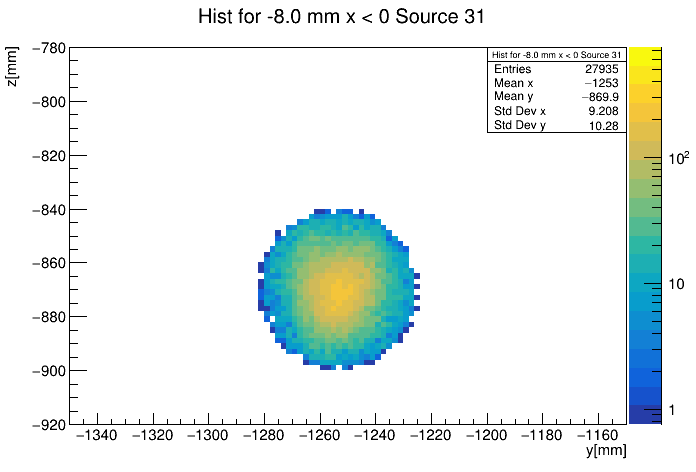 Hist for -8.0 mm x < 0 Source 31
z[mm]
Hist for -8.0 mm x < 0 Source 31
Entries 27935
Mean x −1253
Mean y −869.9
Std Dev x 9.208
Std Dev y 10.28
−780
−800
−820
−840
−860
−880
−900
−920
10²
10
1
−1340 −1320 −1300 −1280 −1260 −1240 −1220 −1200 −1180 −1160
y[mm]